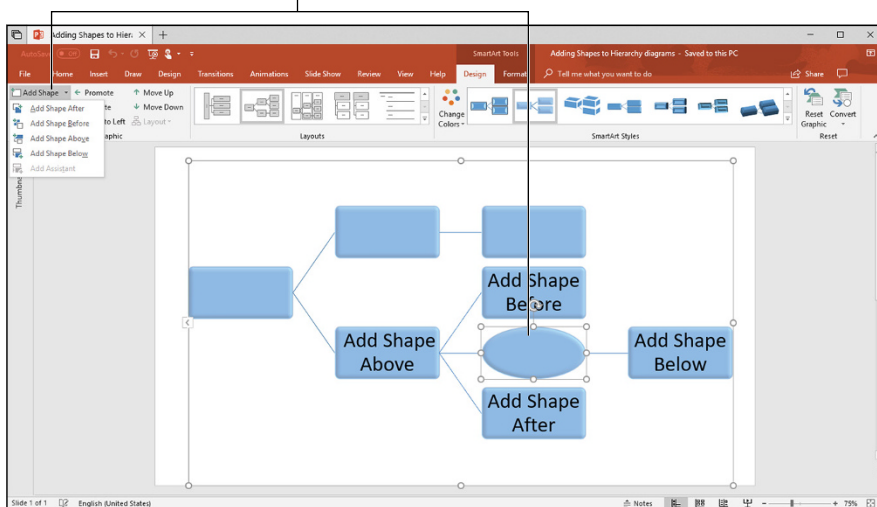 Adding Shapes to Hier
AutoSave Off
SmartArt Tools
Adding Shapes to Hierarchy diagrams - Saved to this PC
File Home Insert Draw Design Transitions Animations Slide Show Review View Help Design Format Tell me what you want to do Share
Add Shape Promote Move Up
Move Down
to Left Layout
Add Shape After
Add Shape Before
Add Shape Above
Add Shape Below
Add Assistant
Change
Colors
Reset
Graphic
Convert
Layouts
SmartArt Styles
Reset
Add Shape
Before
Add Shape
Above
Add Shape
Below
Add Shape
After
Slide 1 of 1 English (United States) Notes 75%